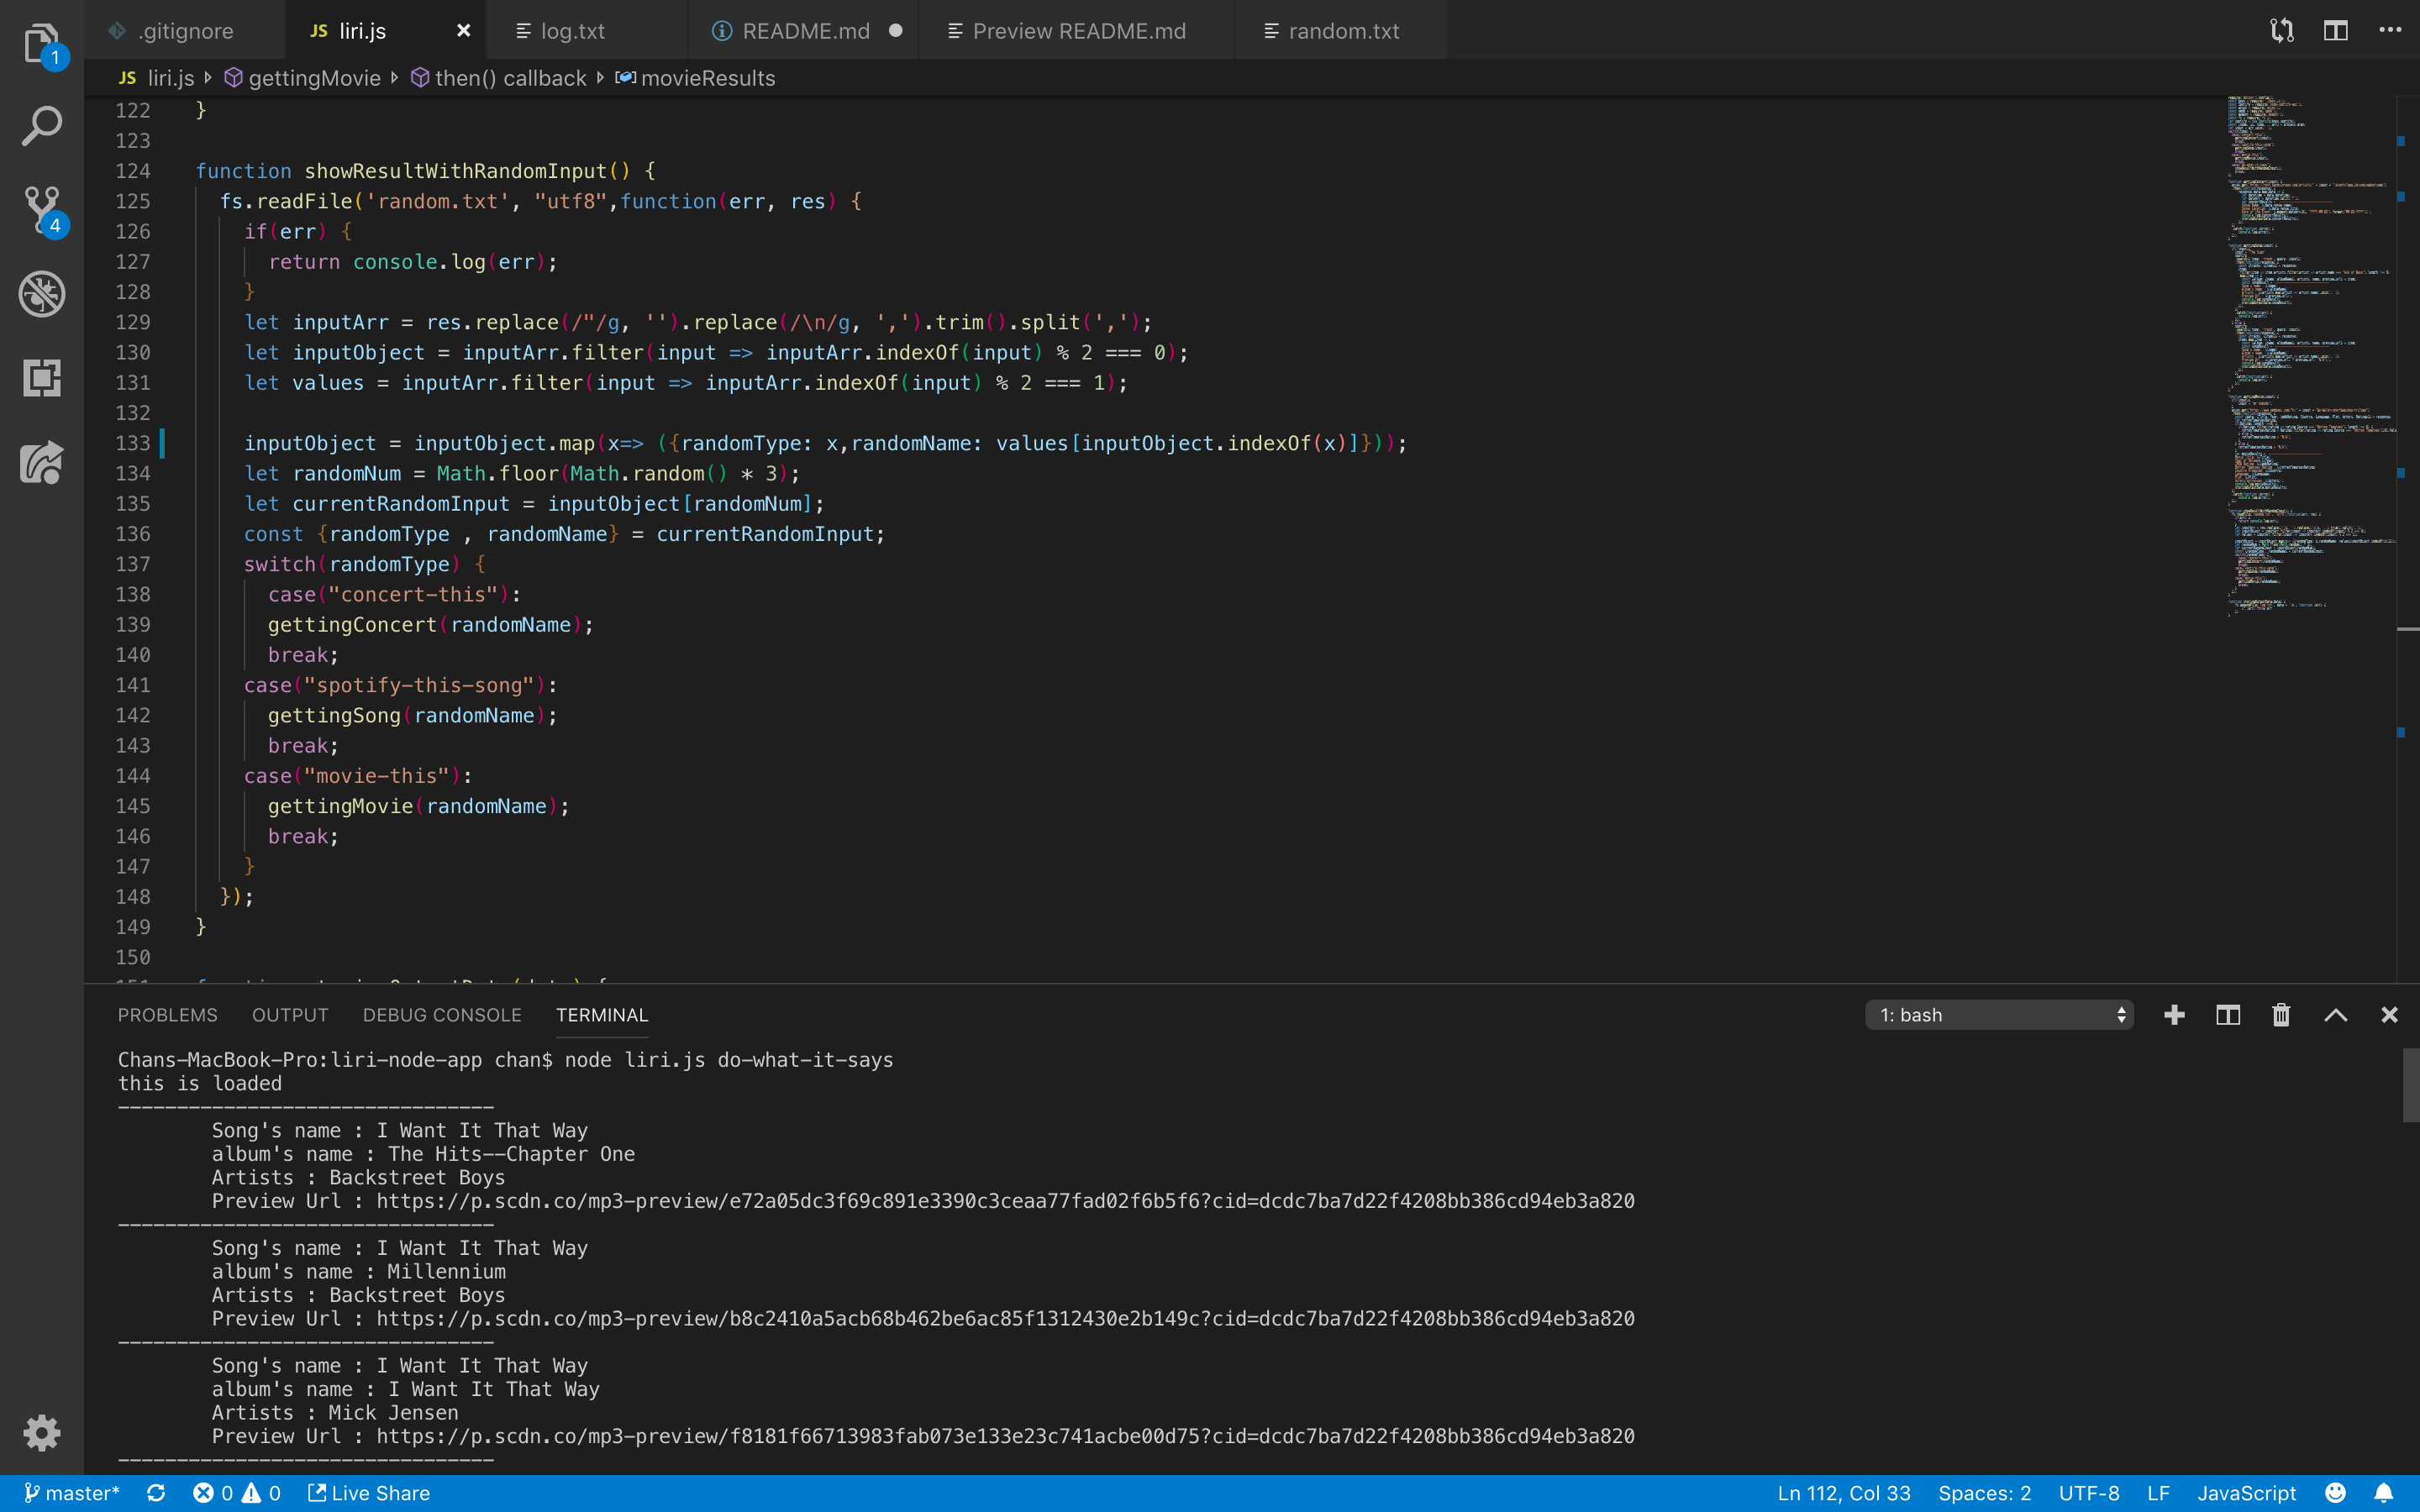 .gitignore
JS liri.js
log.txt
README.md
Preview README.md
random.txt
1
4
JS liri.js gettingMovie then() callback movieResults
122 }
123
124 function showResultWithRandomInput() {
125 fs.readFile('random.txt', "utf8",function(err, res) {
126 if(err) {
127 return console.log(err);
128 }
129 let inputArr = res.replace(/"/g, '').replace(/\n/g, ',').trim().split(',');
130 let inputObject = inputArr.filter(input => inputArr.indexOf(input) % 2 === 0);
131 let values = inputArr.filter(input => inputArr.indexOf(input) % 2 === 1);
132
133 inputObject = inputObject.map(x=> ({randomType: x,randomName: values[inputObject.indexOf(x)]}));
134 let randomNum = Math.floor(Math.random() * 3);
135 let currentRandomInput = inputObject[randomNum];
136 const {randomType , randomName} = currentRandomInput;
137 switch(randomType) {
138 case("concert-this"):
139 gettingConcert(randomName);
140 break;
141 case("spotify-this-song"):
142 gettingSong(randomName);
143 break;
144 case("movie-this"):
145 gettingMovie(randomName);
146 break;
147 }
148 });
149 }
150
PROBLEMS OUTPUT DEBUG CONSOLE TERMINAL
1: bash
Chans-MacBook-Pro:liri-node-app chan$ node liri.js do-what-it-says
this is loaded
--------------------------------
Song's name : I Want It That Way
album's name : The Hits--Chapter One
Artists : Backstreet Boys
Preview Url : https://p.scdn.co/mp3-preview/e72a05dc3f69c891e3390c3ceaa77fad02f6b5f6?cid=dcdc7ba7d22f4208bb386cd94eb3a820
--------------------------------
Song's name : I Want It That Way
album's name : Millennium
Artists : Backstreet Boys
Preview Url : https://p.scdn.co/mp3-preview/b8c2410a5acb68b462be6ac85f1312430e2b149c?cid=dcdc7ba7d22f4208bb386cd94eb3a820
--------------------------------
Song's name : I Want It That Way
album's name : I Want It That Way
Artists : Mick Jensen
Preview Url : https://p.scdn.co/mp3-preview/f8181f66713983fab073e133e23c741acbe00d75?cid=dcdc7ba7d22f4208bb386cd94eb3a820
--------------------------------
master* 0 0 Live Share
Ln 112, Col 33 Spaces: 2 UTF-8 LF JavaScript